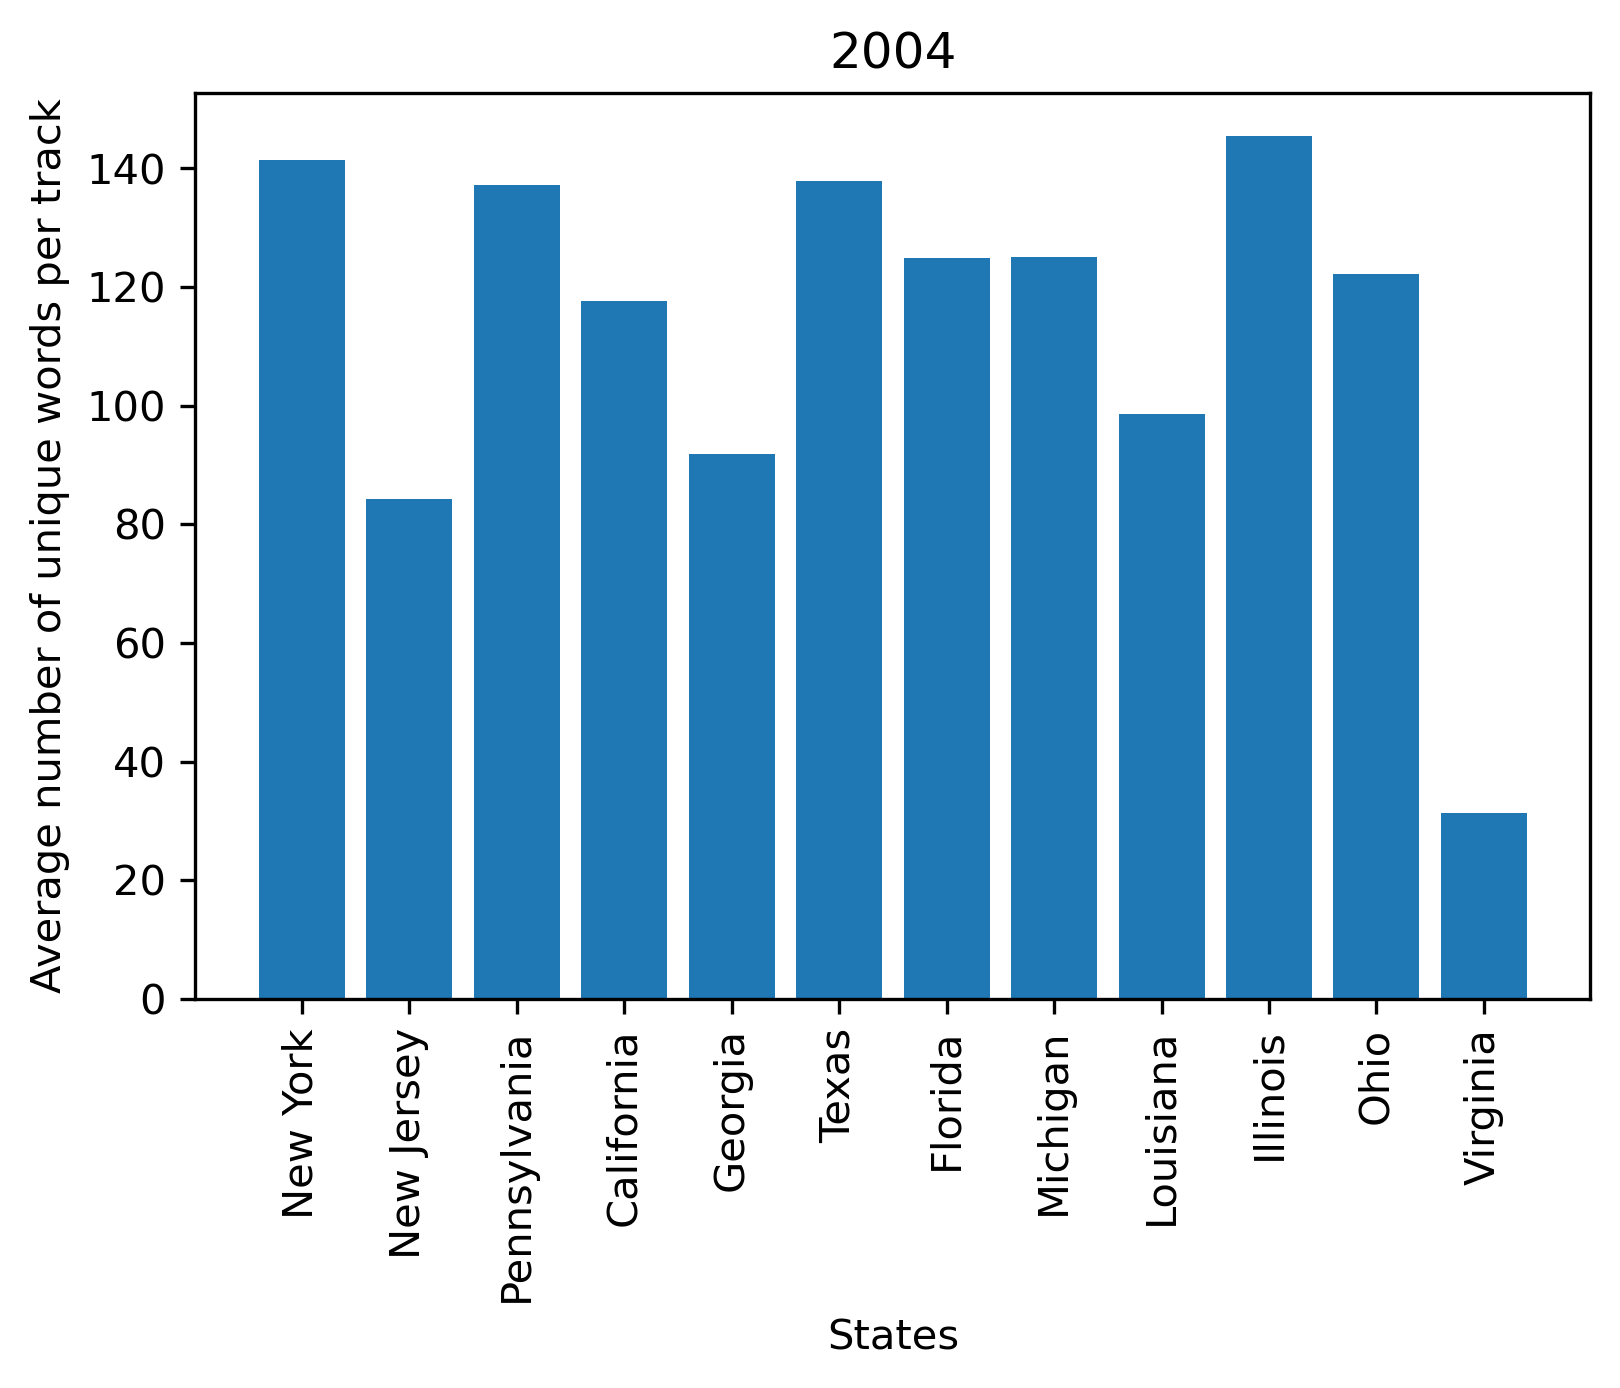 2004
Average number of unique words per track
140
120
100
80
60
40
20
0
New York
New Jersey
Pennsylvania
California
Georgia
Texas
Florida
Michigan
Louisiana
Illinois
Ohio
Virginia
States